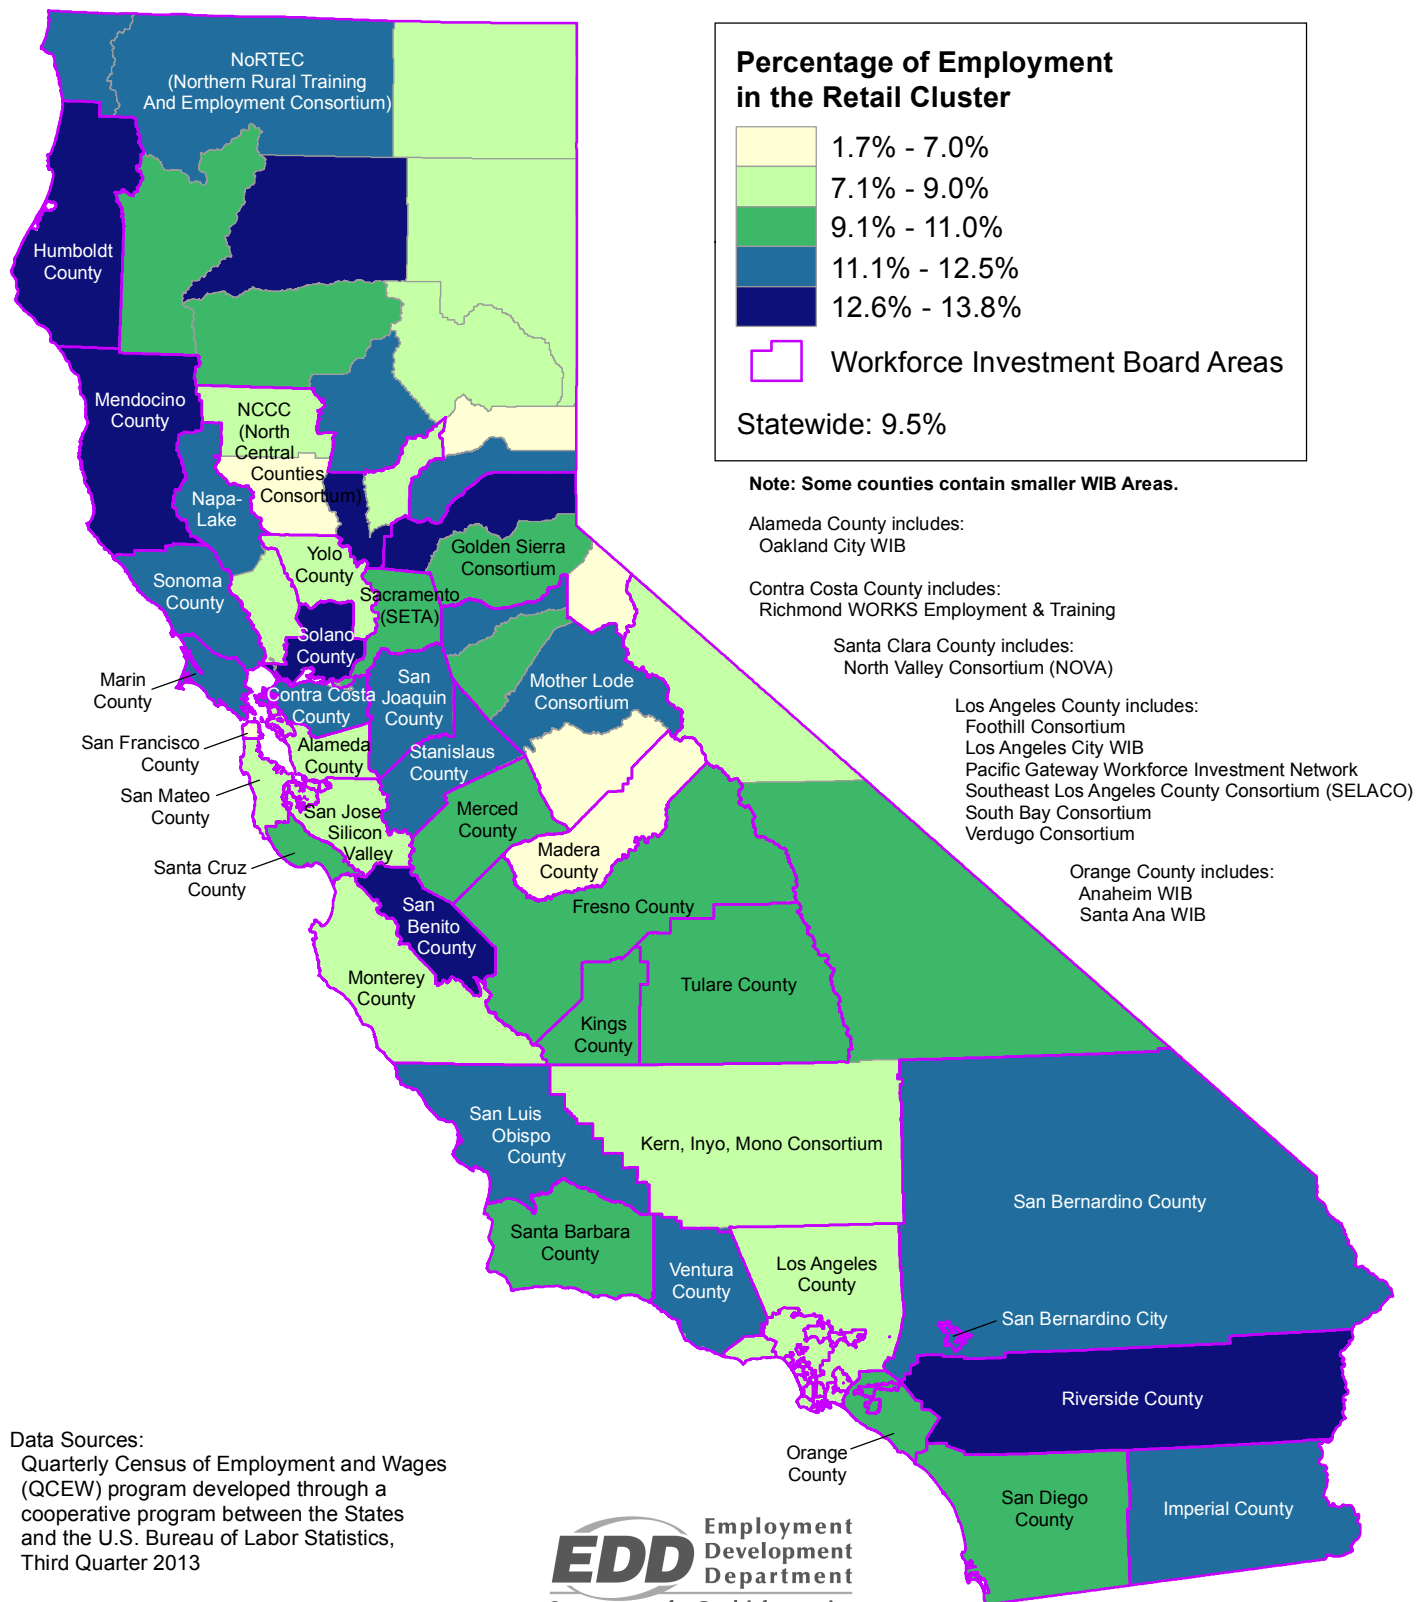 Percentage of Employment
in the Retail Cluster
1.7% - 7.0%
7.1% - 9.0%
9.1% - 11.0%
11.1% - 12.5%
12.6% - 13.8%
Workforce Investment Board Areas
Statewide: 9.5%
Note: Some counties contain smaller WIB Areas.
Alameda County includes:
Oakland City WIB
Contra Costa County includes:
Richmond WORKS Employment & Training
Santa Clara County includes:
North Valley Consortium (NOVA)
Los Angeles County includes:
Foothill Consortium
Los Angeles City WIB
Pacific Gateway Workforce Investment Network
Southeast Los Angeles County Consortium (SELACO)
South Bay Consortium
Verdugo Consortium
Orange County includes:
Anaheim WIB
Santa Ana WIB
NoRTEC
(Northern Rural Training
And Employment Consortium)
Humboldt
County
Mendocino
County
NCCC
(North
Central
Counties
Consortium)
Napa-
Lake
Yolo
County
Golden Sierra
Consortium
Sonoma
County
Sacramento
(SETA)
Solano
County
Marin
County
Contra Costa
County
San
Joaquin
County
Mother Lode
Consortium
San Francisco
County
Alameda
County
Stanislaus
County
San Mateo
County
San Jose
Silicon
Valley
Merced
County
Santa Cruz
County
Madera
County
San
Benito
County
Fresno County
Monterey
County
Tulare County
Kings
County
San Luis
Obispo
County
Kern, Inyo, Mono Consortium
San Bernardino County
Santa Barbara
County
Ventura
County
Los Angeles
County
San Bernardino City
Riverside County
Orange
County
San Diego
County
Imperial County
Data Sources:
Quarterly Census of Employment and Wages
(QCEW) program developed through a
cooperative program between the States
and the U.S. Bureau of Labor Statistics,
Third Quarter 2013
EDD
Employment
Development
Department